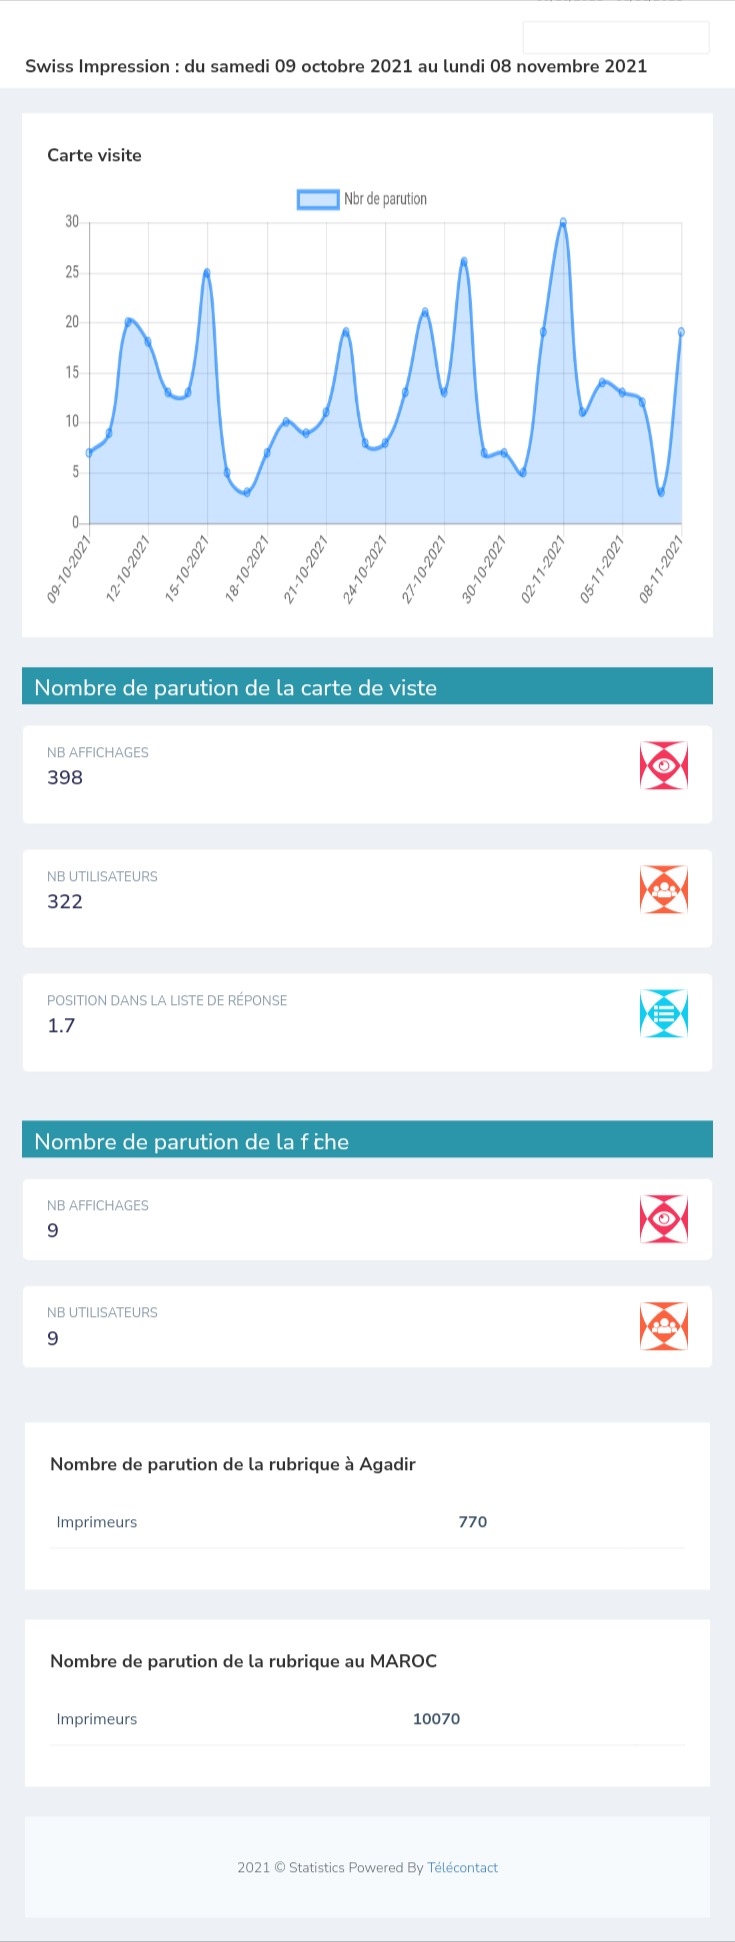 Swiss Impression : du samedi 09 octobre 2021 au lundi 08 novembre 2021
Carte visite
Nbr de parution
30
25
20
15
10
5
0
09-10-2021
12-10-2021
15-10-2021
18-10-2021
21-10-2021
24-10-2021
27-10-2021
30-10-2021
02-11-2021
05-11-2021
08-11-2021
Nombre de parution de la carte de viste
NB AFFICHAGES
398
NB UTILISATEURS
322
POSITION DANS LA LISTE DE RÉPONSE
1.7
Nombre de parution de la fiche
NB AFFICHAGES
9
NB UTILISATEURS
9
Nombre de parution de la rubrique à Agadir
Imprimeurs 770
Nombre de parution de la rubrique au MAROC
Imprimeurs 10070
2021 © Statistics Powered By Télécontact